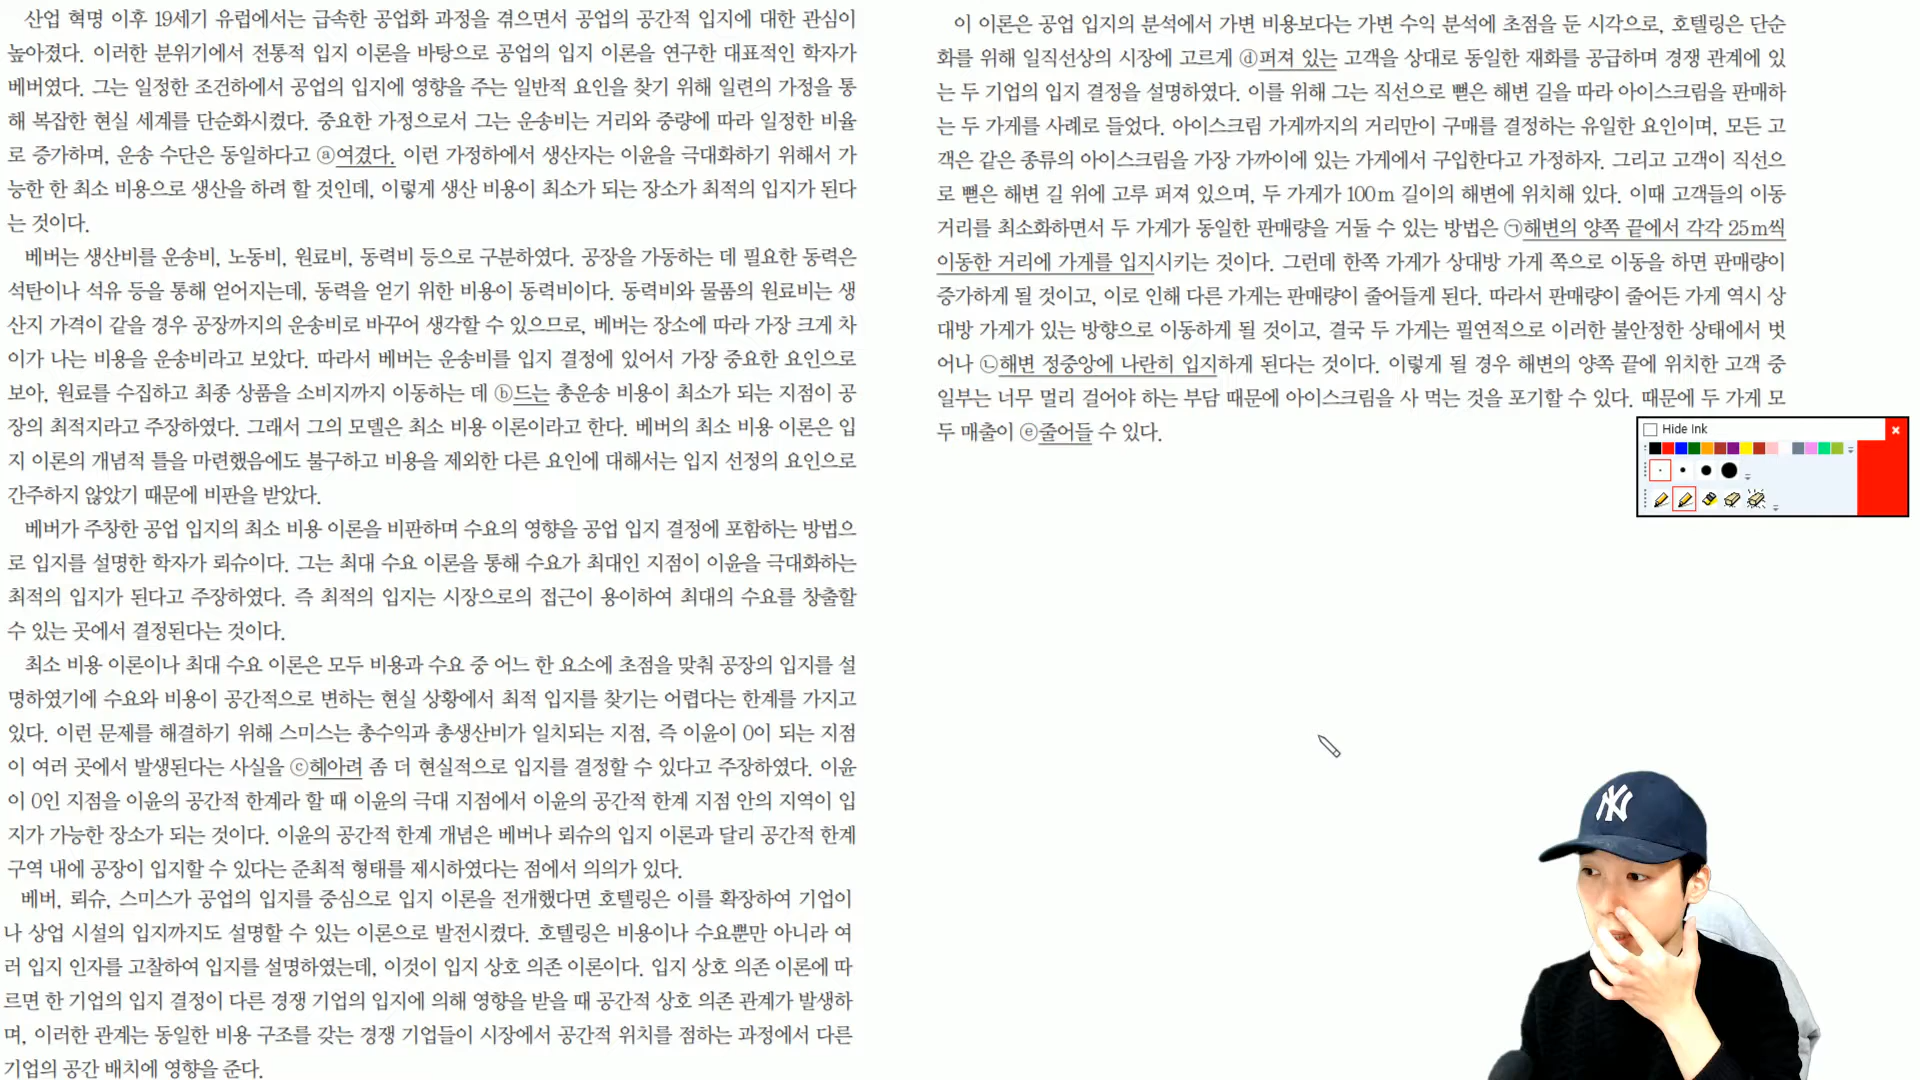 산업 혁명 이후 19세기 유럽에서는 급속한 공업화 과정을 겪으면서 공업의 공간적 입지에 대한 관심이
높아졌다. 이러한 분위기에서 전통적 입지 이론을 바탕으로 공업의 입지 이론을 연구한 대표적인 학자가
베버였다. 그는 일정한 조건하에서 공업의 입지에 영향을 주는 일반적 요인을 찾기 위해 일련의 가정을 통
해 복잡한 현실 세계를 단순화시켰다. 중요한 가정으로서 그는 운송비는 거리와 중량에 따라 일정한 비율
로 증가하며, 운송 수단은 동일하다고 ⓐ여겼다. 이런 가정하에서 생산자는 이윤을 극대화하기 위해서 가
능한 한 최소 비용으로 생산을 하려 할 것인데, 이렇게 생산 비용이 최소가 되는 장소가 최적의 입지가 된다
는 것이다.
베버는 생산비를 운송비, 노동비, 원료비, 동력비 등으로 구분하였다. 공장을 가동하는 데 필요한 동력은
석탄이나 석유 등을 통해 얻어지는데, 동력을 얻기 위한 비용이 동력비이다. 동력비와 물품의 원료비는 생
산지 가격이 같을 경우 공장까지의 운송비로 바꾸어 생각할 수 있으므로, 베버는 장소에 따라 가장 크게 차
이가 나는 비용을 운송비라고 보았다. 따라서 베버는 운송비를 입지 결정에 있어서 가장 중요한 요인으로
보아, 원료를 수집하고 최종 상품을 소비지까지 이동하는 데 ⓑ드는 총운송 비용이 최소가 되는 지점이 공
장의 최적지라고 주장하였다. 그래서 그의 모델은 최소 비용 이론이라고 한다. 베버의 최소 비용 이론은 입
지 이론의 개념적 틀을 마련했음에도 불구하고 비용을 제외한 다른 요인에 대해서는 입지 선정의 요인으로
간주하지 않았기 때문에 비판을 받았다.
베버가 주창한 공업 입지의 최소 비용 이론을 비판하며 수요의 영향을 공업 입지 결정에 포함하는 방법으
로 입지를 설명한 학자가 뢰슈이다. 그는 최대 수요 이론을 통해 수요가 최대인 지점이 이윤을 극대화하는
최적의 입지가 된다고 주장하였다. 즉 최적의 입지는 시장으로의 접근이 용이하여 최대의 수요를 창출할
수 있는 곳에서 결정된다는 것이다.
최소 비용 이론이나 최대 수요 이론은 모두 비용과 수요 중 어느 한 요소에 초점을 맞춰 공장의 입지를 설
명하였기에 수요와 비용이 공간적으로 변하는 현실 상황에서 최적 입지를 찾기는 어렵다는 한계를 가지고
있다. 이런 문제를 해결하기 위해 스미스는 총수익과 총생산비가 일치되는 지점, 즉 이윤이 0이 되는 지점
이 여러 곳에서 발생된다는 사실을 ⓒ헤아려 좀 더 현실적으로 입지를 결정할 수 있다고 주장하였다. 이윤
이 0인 지점을 이윤의 공간적 한계라 할 때 이윤의 극대 지점에서 이윤의 공간적 한계 지점 안의 지역이 입
지가 가능한 장소가 되는 것이다. 이윤의 공간적 한계 개념은 베버나 뢰슈의 입지 이론과 달리 공간적 한계
구역 내에 공장이 입지할 수 있다는 준최적 형태를 제시하였다는 점에서 의의가 있다.
베버, 뢰슈, 스미스가 공업의 입지를 중심으로 입지 이론을 전개했다면 호텔링은 이를 확장하여 기업이
나 상업 시설의 입지까지도 설명할 수 있는 이론으로 발전시켰다. 호텔링은 비용이나 수요뿐만 아니라 여
러 입지 인자를 고찰하여 입지를 설명하였는데, 이것이 입지 상호 의존 이론이다. 입지 상호 의존 이론에 따
르면 한 기업의 입지 결정이 다른 경쟁 기업의 입지에 의해 영향을 받을 때 공간적 상호 의존 관계가 발생하
며, 이러한 관계는 동일한 비용 구조를 갖는 경쟁 기업들이 시장에서 공간적 위치를 점하는 과정에서 다른
기업의 공간 배치에 영향을 준다.
이 이론은 공업 입지의 분석에서 가변 비용보다는 가변 수익 분석에 초점을 둔 시각으로, 호텔링은 단순
화를 위해 일직선상의 시장에 고르게 ⓓ퍼져 있는 고객을 상대로 동일한 재화를 공급하며 경쟁 관계에 있
는 두 기업의 입지 결정을 설명하였다. 이를 위해 그는 직선으로 뻗은 해변 길을 따라 아이스크림을 판매하
는 두 가게를 사례로 들었다. 아이스크림 가게까지의 거리만이 구매를 결정하는 유일한 요인이며, 모든 고
객은 같은 종류의 아이스크림을 가장 가까이에 있는 가게에서 구입한다고 가정하자. 그리고 고객이 직선으
로 뻗은 해변 길 위에 고루 퍼져 있으며, 두 가게가 100m 길이의 해변에 위치해 있다. 이때 고객들의 이동
거리를 최소화하면서 두 가게가 동일한 판매량을 거둘 수 있는 방법은 ㉠해변의 양쪽 끝에서 각각 25m씩
이동한 거리에 가게를 입지시키는 것이다. 그런데 한쪽 가게가 상대방 가게 쪽으로 이동을 하면 판매량이
증가하게 될 것이고, 이로 인해 다른 가게는 판매량이 줄어들게 된다. 따라서 판매량이 줄어든 가게 역시 상
대방 가게가 있는 방향으로 이동하게 될 것이고, 결국 두 가게는 필연적으로 이러한 불안정한 상태에서 벗
어나 ㉡해변 정중앙에 나란히 입지하게 된다는 것이다. 이렇게 될 경우 해변의 양쪽 끝에 위치한 고객 중
일부는 너무 멀리 걸어야 하는 부담 때문에 아이스크림을 사 먹는 것을 포기할 수 있다. 때문에 두 가게 모
두 매출이 ⓔ줄어들 수 있다.
Hide Ink
NY